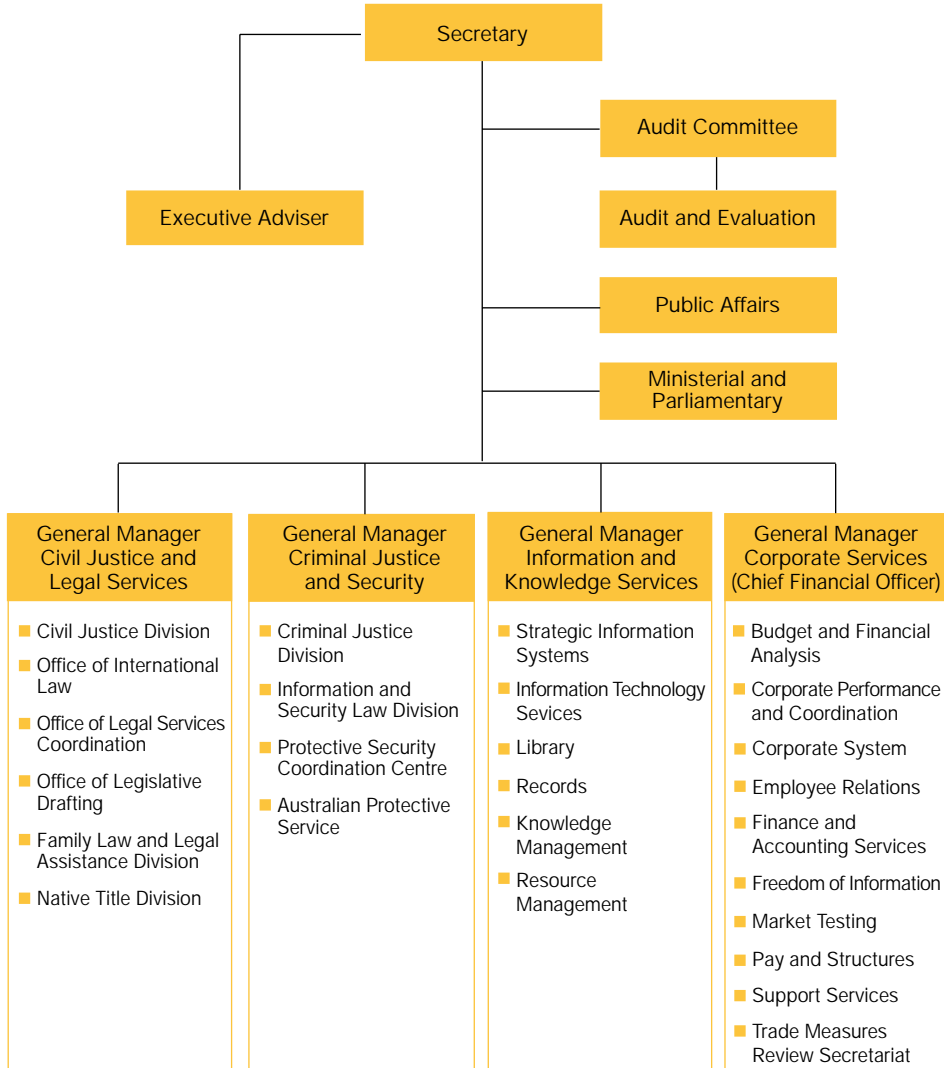 Secretary
Audit Committee
Executive Adviser
Audit and Evaluation
Public Affairs
Ministerial and
Parliamentary
General Manager
Civil Justice and
Legal Services
Civil Justice Division
Office of International
Law
Office of Legal Services
Coordination
Office of Legislative
Drafting
Family Law and Legal
Assistance Division
Native Title Division
General Manager
Criminal Justice
and Security
Criminal Justice
Division
Information and
Security Law Division
Protective Security
Coordination Centre
Australian Protective
Service
General Manager
Information and
Knowledge Services
Strategic Information
Systems
Information Technology
Sevices
Library
Records
Knowledge
Management
Resource
Management
General Manager
Corporate Services
(Chief Financial Officer)
Budget and Financial
Analysis
Corporate Performance
and Coordination
Corporate System
Employee Relations
Finance and
Accounting Services
Freedom of Information
Market Testing
Pay and Structures
Support Services
Trade Measures
Review Secretariat